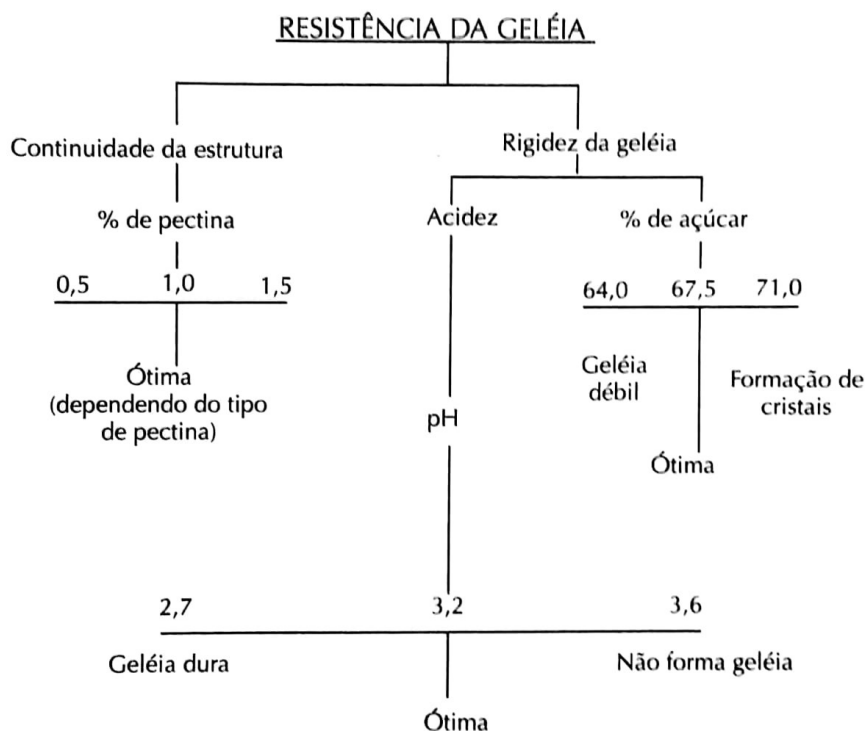 RESISTÊNCIA DA GELÉIA
Continuidade da estrutura
Rigidez da geléia
% de pectina
Acidez
% de açúcar
0,5 1,0 1,5
64,0 67,5 71,0
Ótima
(dependendo do tipo
de pectina)
Geléia
débil
Formação de
cristais
pH
Ótima
2,7 3,2 3,6
Geléia dura
Não forma geléia
Ótima